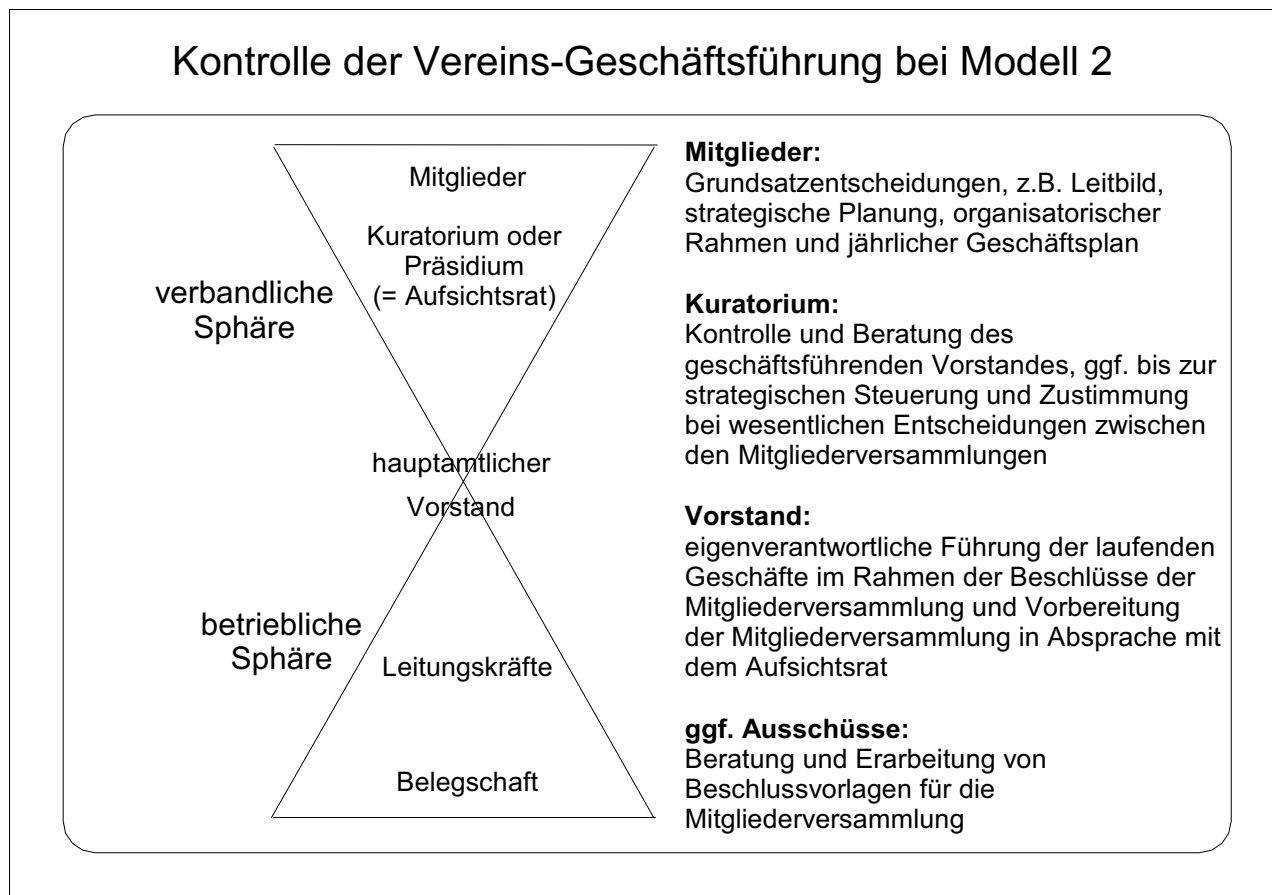 Kontrolle der Vereins-Geschäftsführung bei Modell 2
Mitglieder
Kuratorium oder
Präsidium
(= Aufsichtsrat)
verbandliche
Sphäre
hauptamtlicher
Vorstand
betriebliche
Sphäre
Leitungskräfte
Belegschaft
Mitglieder:
Grundsatzentscheidungen, z.B. Leitbild,
strategische Planung, organisatorischer
Rahmen und jährlicher Geschäftsplan
Kuratorium:
Kontrolle und Beratung des
geschäftsführenden Vorstandes, ggf. bis zur
strategischen Steuerung und Zustimmung
bei wesentlichen Entscheidungen zwischen
den Mitgliederversammlungen
Vorstand:
eigenverantwortliche Führung der laufenden
Geschäfte im Rahmen der Beschlüsse der
Mitgliederversammlung und Vorbereitung
der Mitgliederversammlung in Absprache mit
dem Aufsichtsrat
ggf. Ausschüsse:
Beratung und Erarbeitung von
Beschlussvorlagen für die
Mitgliederversammlung